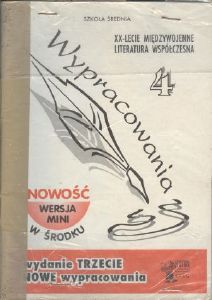 SZKOŁA ŚREDNIA
XX-LECIE MIĘDZYWOJENNE
LITERATURA WSPÓŁCZESNA
4
Wypracowania
NOWOŚĆ
WERSJA
MINI
W ŚRODKU
wydanie TRZECIE
NOWE wypracowania